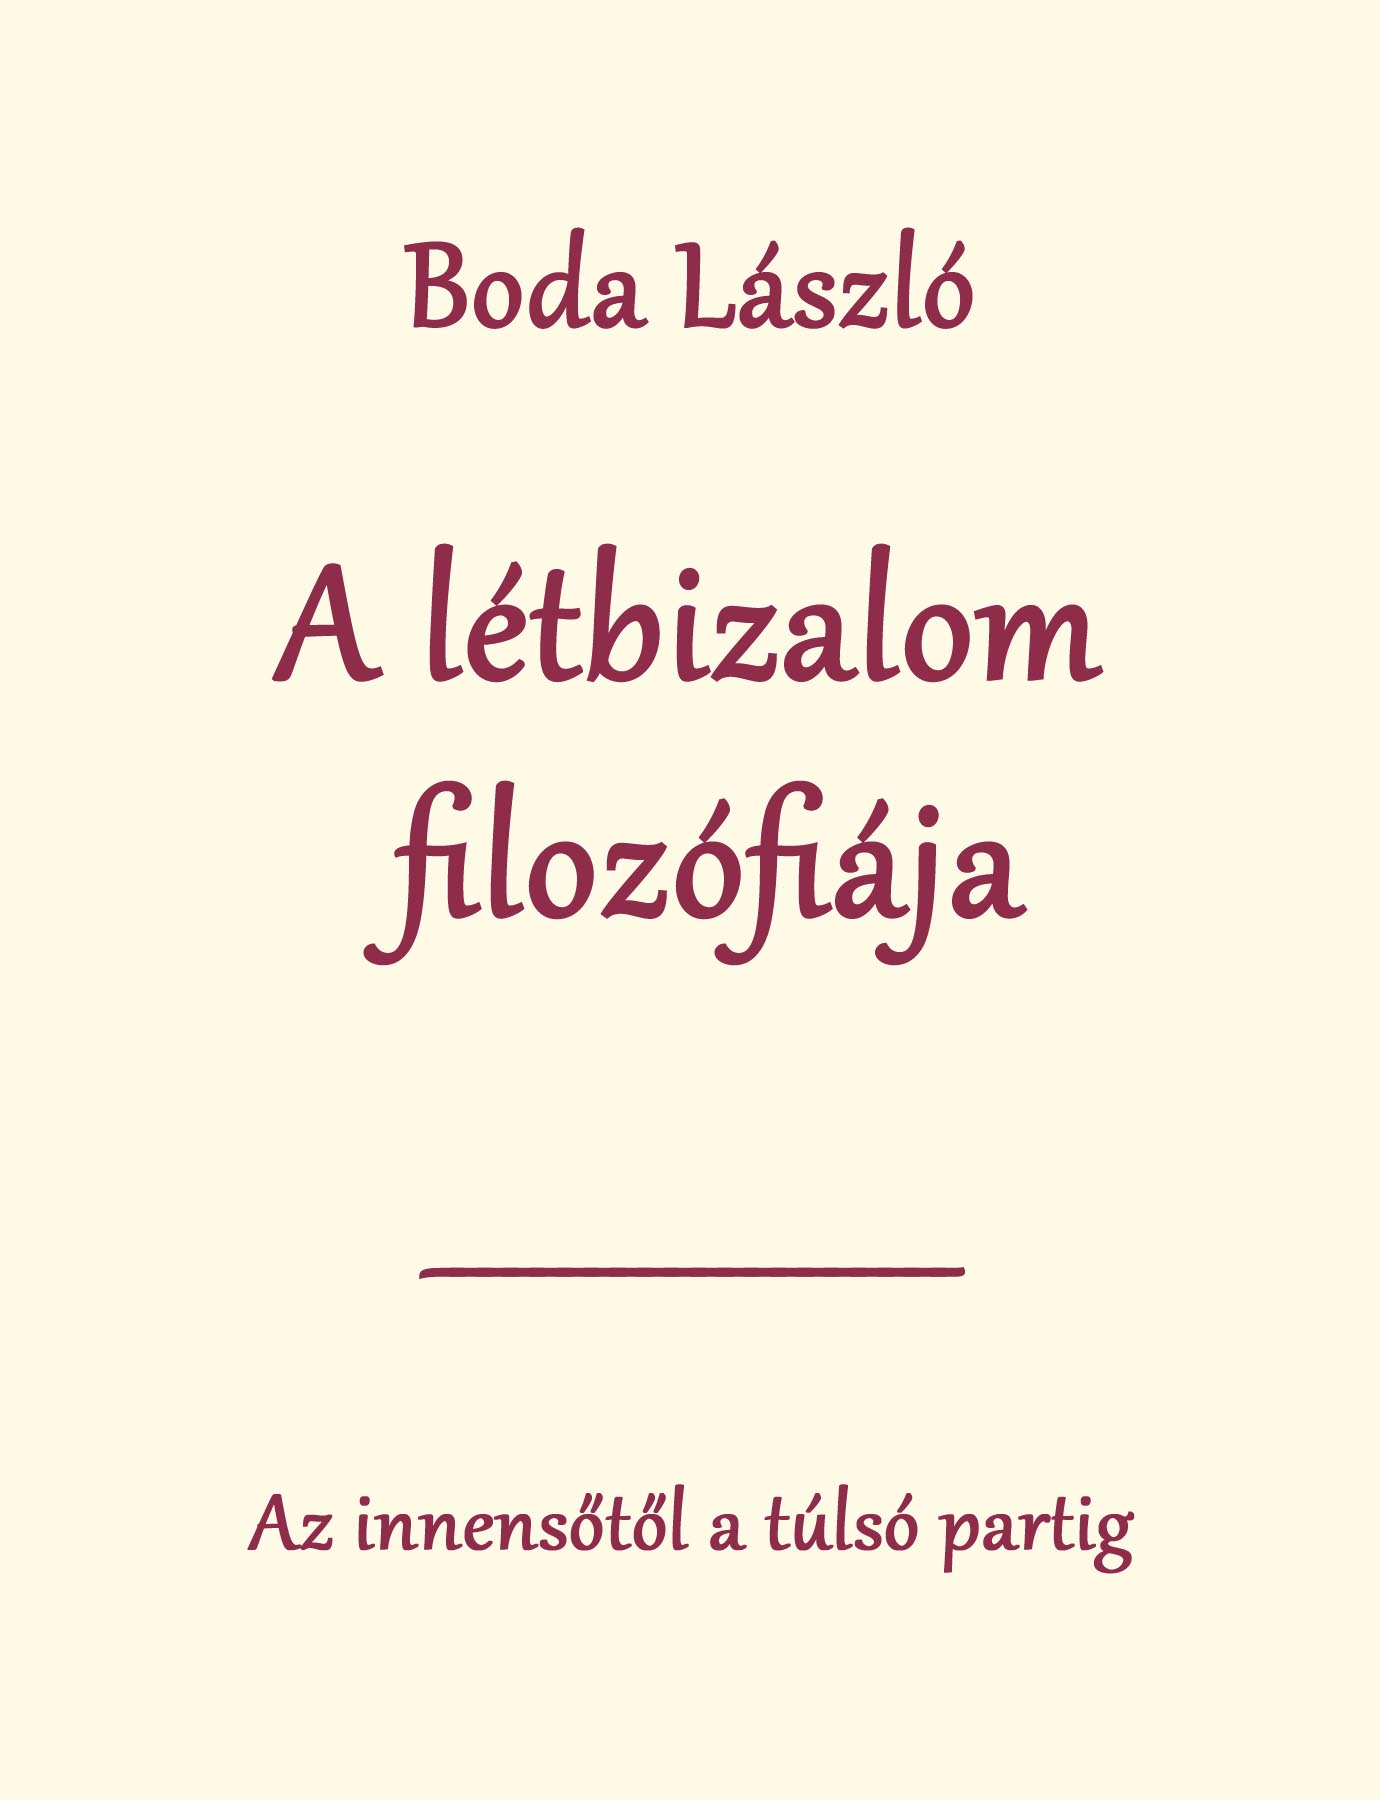 Boda László
A létbizalom
filozófiája
Az innensőtől a túlsó partig